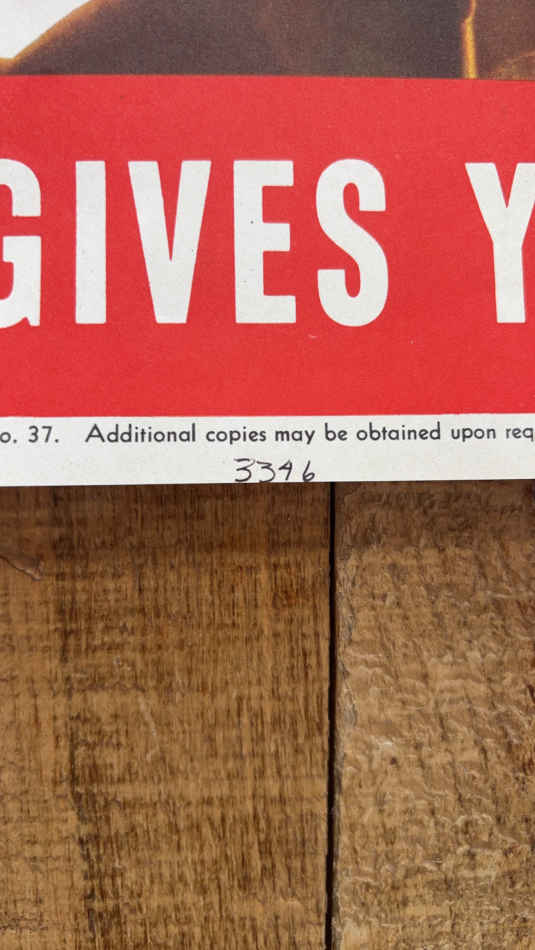 GIVES Y
o. 37. Additional copies may be obtained upon req
3346